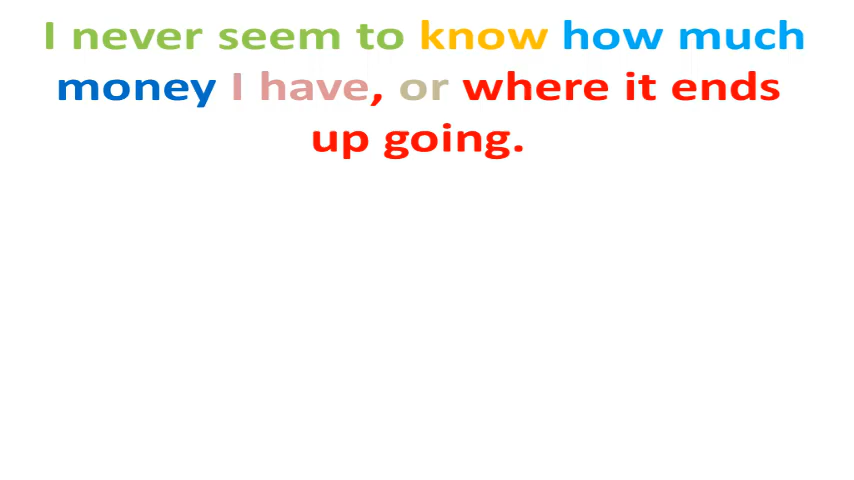 I never seem to know how much
money I have, or where it ends
up going.